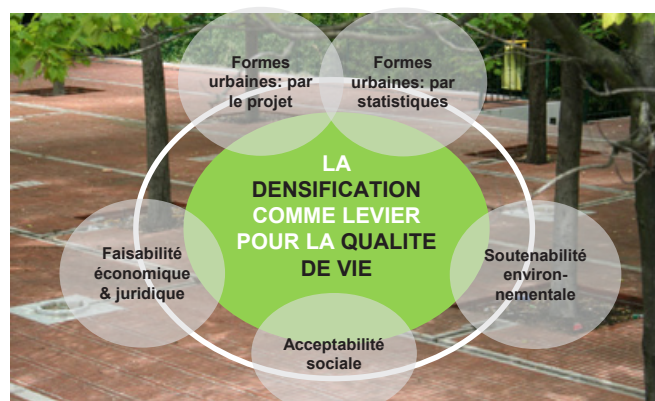 Formes
urbaines: par
le projet
Formes
urbaines: par
statistiques
LA
DENSIFICATION
COMME LEVIER
POUR LA QUALITE
DE VIE
Faisabilité
économique
& juridique
Soutenabilité
environ-
nementale
Acceptabilité
sociale